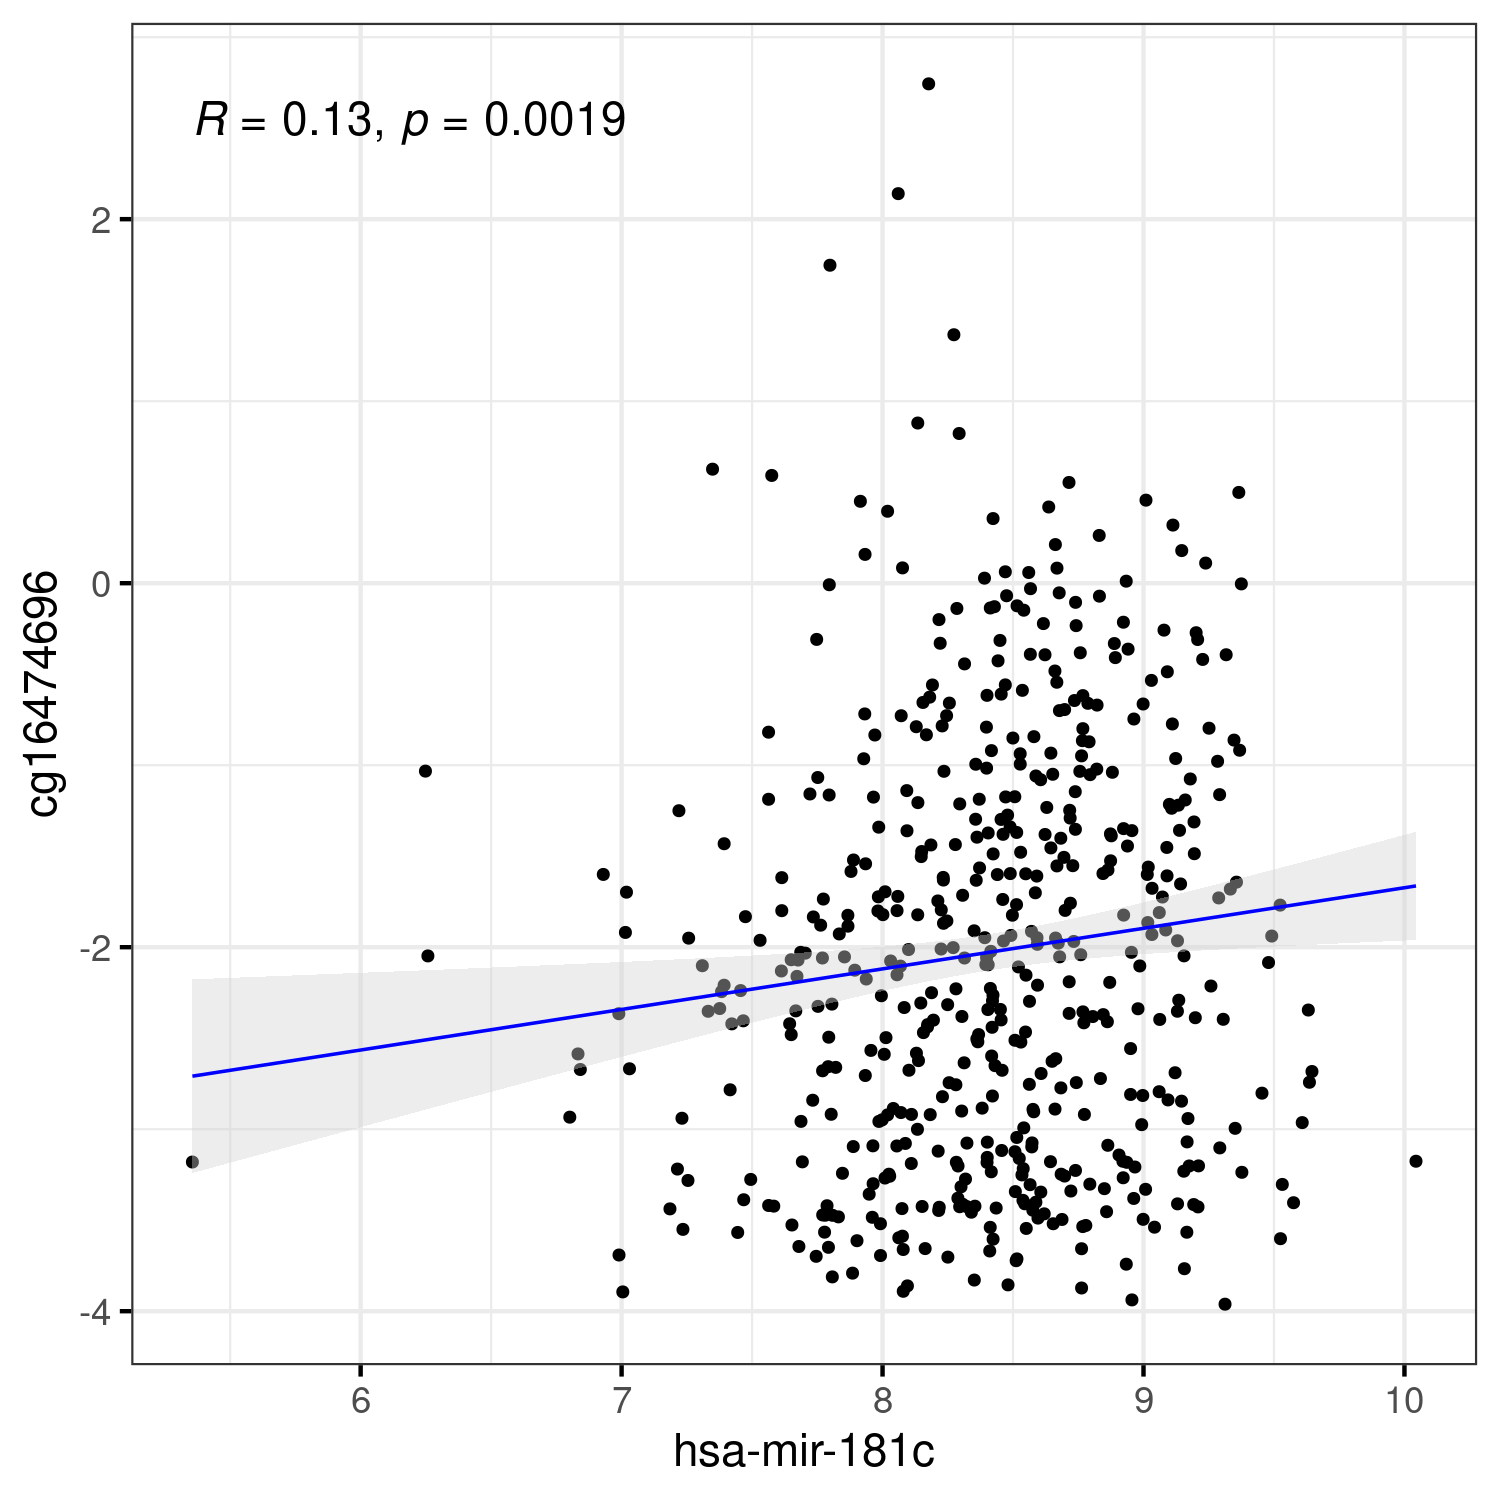 R = 0.13, p = 0.0019
2
0
-2
-4
cg16474696
6 7 8 9 10
hsa-mir-181c